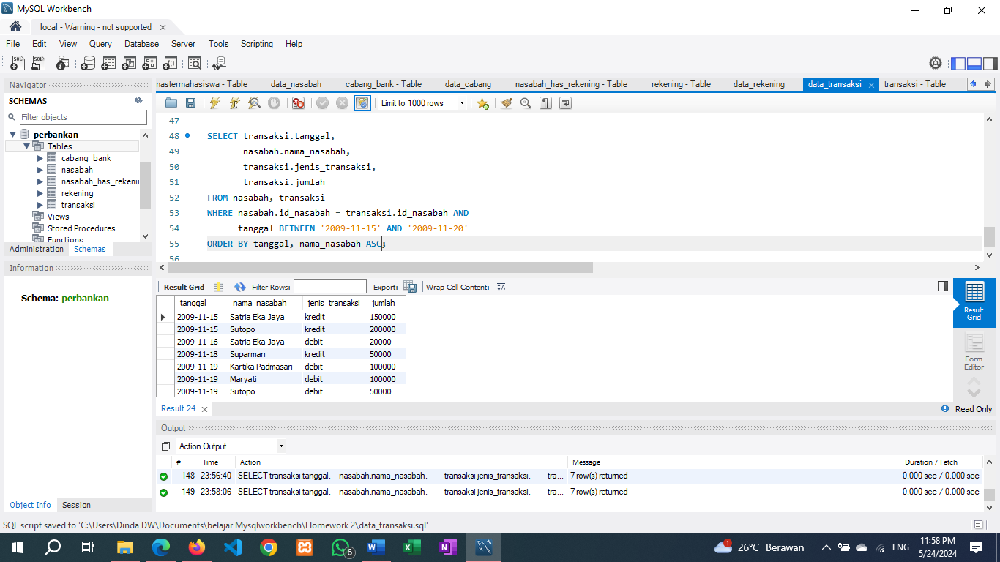 MySQL Workbench
local - Warning - not supported
File Edit View Query Database Server Tools Scripting Help
Navigator
SCHEMAS
Filter objects
perbankan
Tables
cabang_bank
nasabah
nasabah_has_rekenin
rekening
transaksi
Views
Stored Procedures
Functions
Administration Schemas
Information
Schema: perbankan
Object Info Session
mastermahasiswa - Table data_nasabah cabang_bank - Table data_cabang nasabah_has_rekening - Table rekening - Table data_rekening data_transaksi transaksi - Table
Limit to 1000 rows
47
48 SELECT transaksi.tanggal,
49 nasabah.nama_nasabah,
50 transaksi.jenis_transaksi,
51 transaksi.jumlah
52 FROM nasabah, transaksi
53 WHERE nasabah.id_nasabah = transaksi.id_nasabah AND
54 tanggal BETWEEN '2009-11-15' AND '2009-11-20'
55 ORDER BY tanggal, nama_nasabah ASC;
56
Result Grid Filter Rows: Export: Wrap Cell Content:
tanggal nama_nasabah jenis_transaksi jumlah
2009-11-15 Satria Eka Jaya kredit 150000
2009-11-15 Sutopo kredit 200000
2009-11-16 Satria Eka Jaya debit 20000
2009-11-18 Suparman kredit 50000
2009-11-19 Kartika Padmasari debit 100000
2009-11-19 Maryati debit 100000
2009-11-19 Sutopo debit 50000
Result
Grid
Form
Editor
Result 24
Read Only
Output
Action Output
# Time Action Message Duration / Fetch
148 23:56:40 SELECT transaksi.tanggal, nasabah.nama_nasabah, transaksi.jenis_transaksi, tra... 7 row(s) returned 0.000 sec / 0.000 sec
149 23:58:06 SELECT transaksi.tanggal, nasabah.nama_nasabah, transaksi.jenis_transaksi, tra... 7 row(s) returned 0.000 sec / 0.000 sec
SQL script saved to 'C:\Users\Dinda DW\Documents\belajar Mysqlworkbench\Homework 2\data_transaksi.sql'
6
1
26°C Berawan
ENG
11:58 PM
5/24/2024